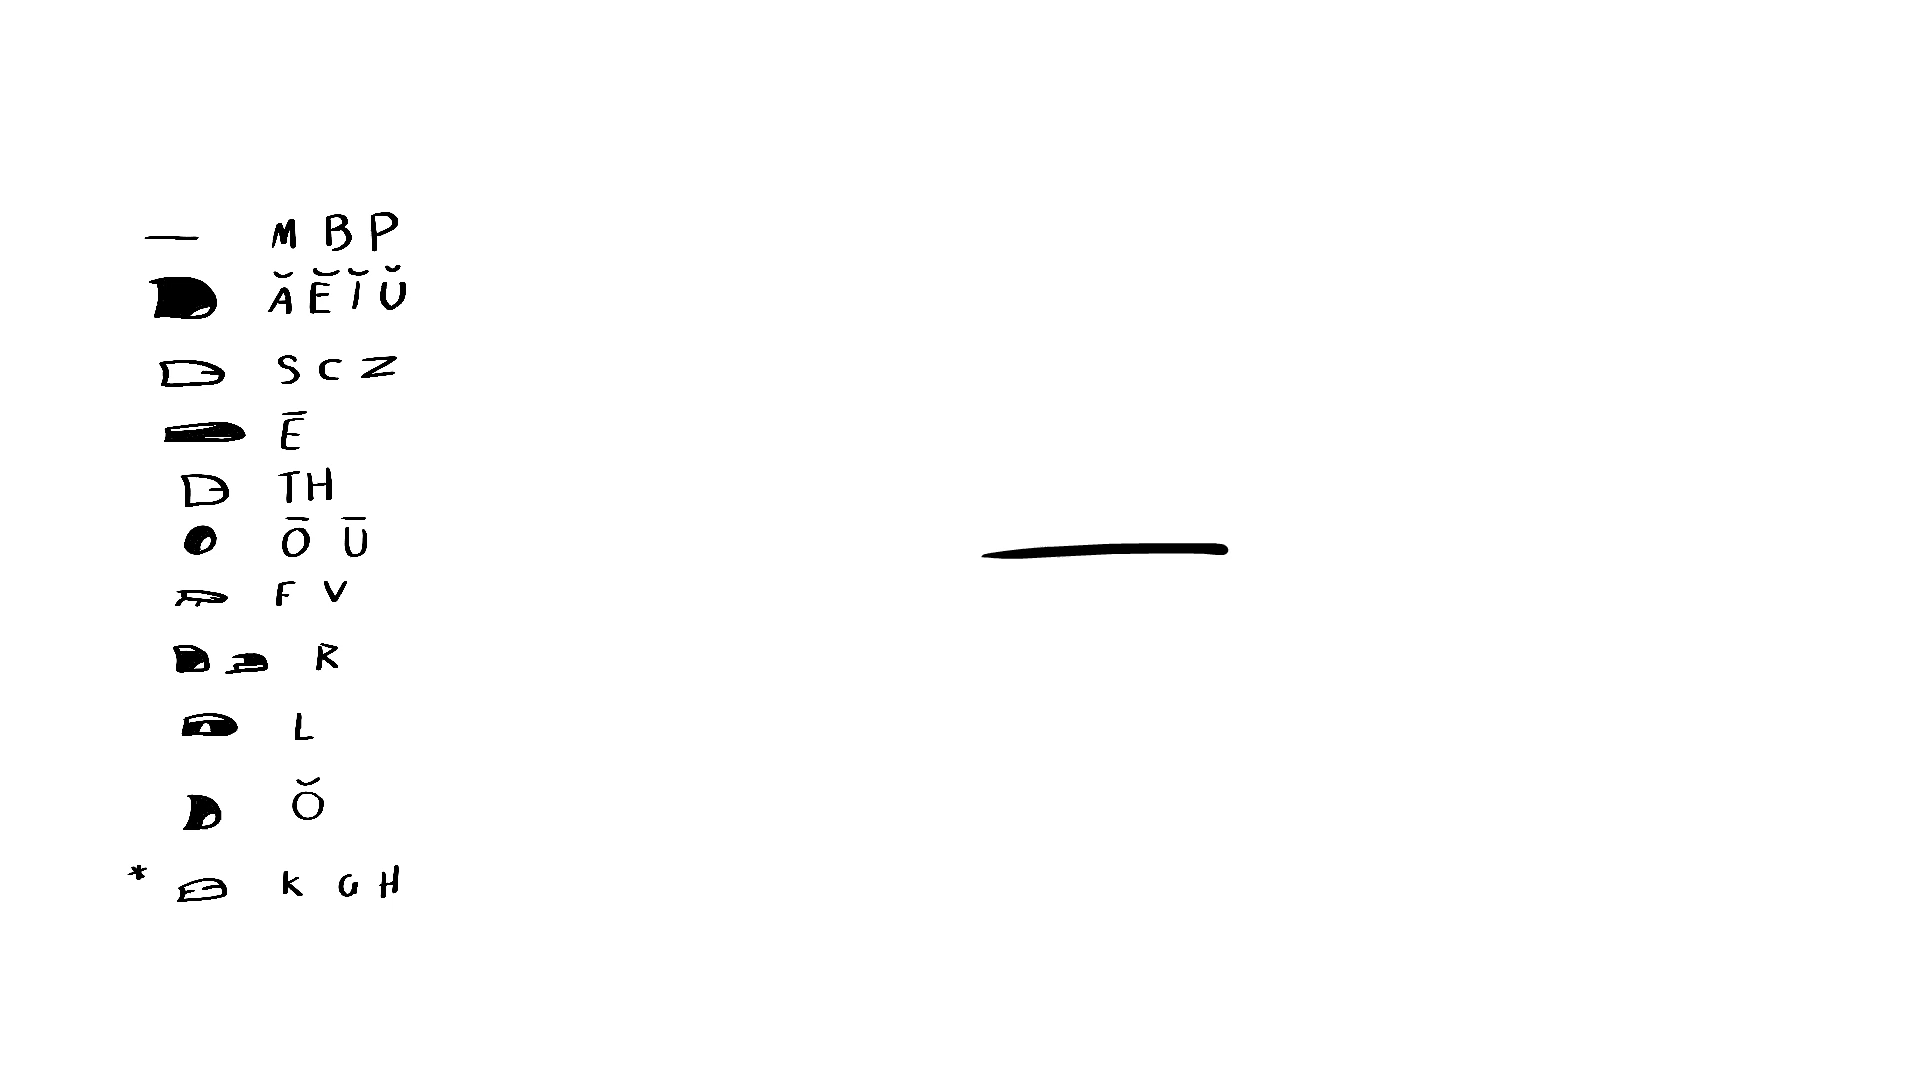 M B P
Ă Ĕ Ĭ Ŭ
S C Z
Ē
TH
Ō Ū
F V
R
L
Ŏ
* K G H